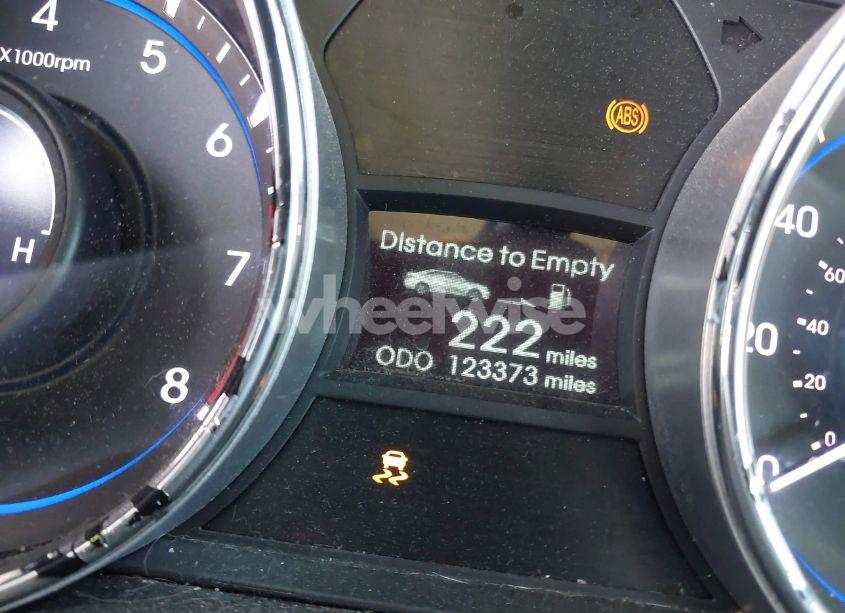 4
X1000rpm
5
6
7
8
H
ABS
Distance to Empty
222 miles
ODO 123373 miles
wheelwise
40
20
0
60
40
20
0